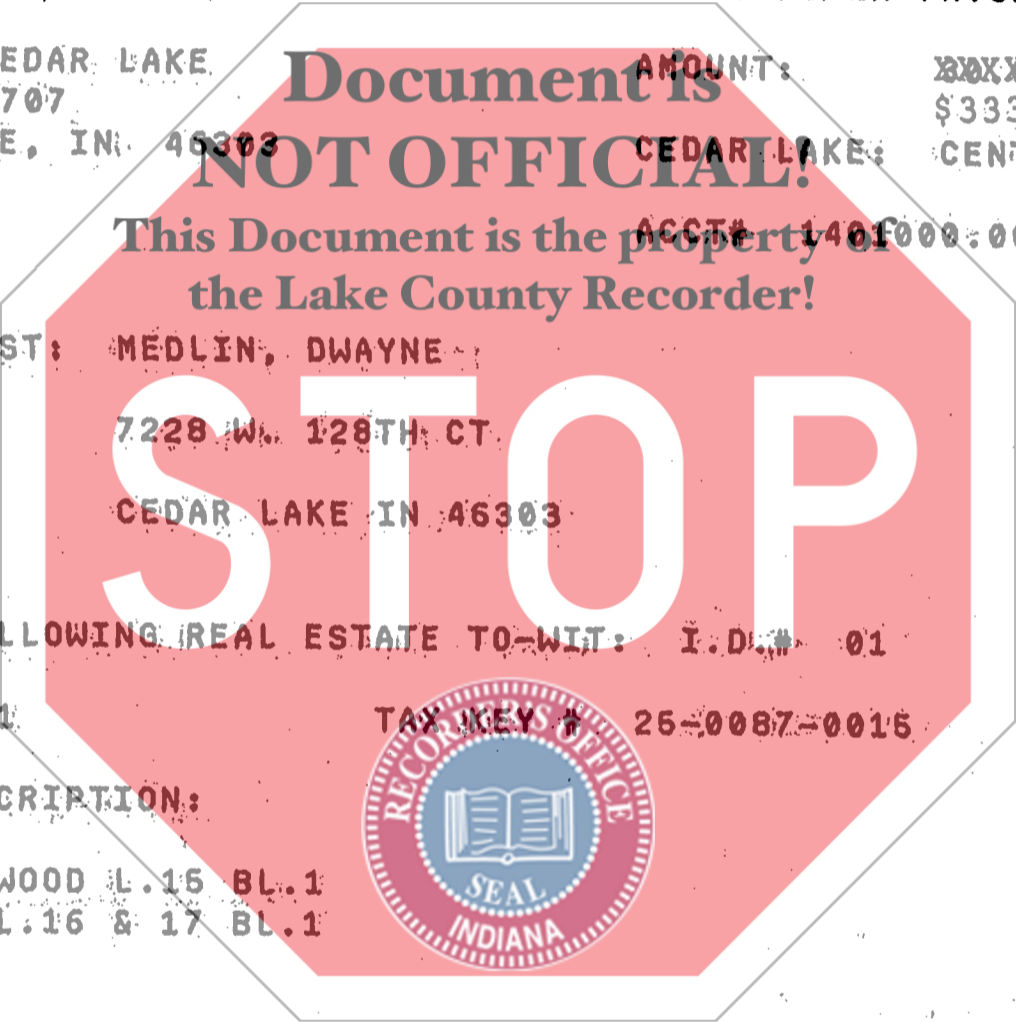 EDAR LAKE AMOUNT:
707 $333
E, IN. 46303 CEDAR LAKE: CENT
ACCT# 1401000.00
ST: MEDLIN, DWAYNE
7228 W. 128TH CT.
CEDAR LAKE IN 46303
LLOWING REAL ESTATE TO-WIT: I.D.# 01
1 TAX KEY # 25-0087-0015
CRIPTION:
WOOD L.15 BL.1
L.16 & 17 BL.1
Document is
NOT OFFICIAL!
This Document is the property of
the Lake County Recorder!
STOP
RECORDER'S OFFICE
SEAL
INDIANA